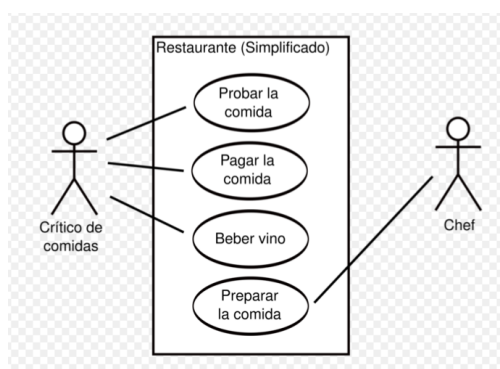 Restaurante (Simplificado)
Probar la
comida
Pagar la
comida
Beber vino
Preparar
la comida
Crítico de
comidas
Chef